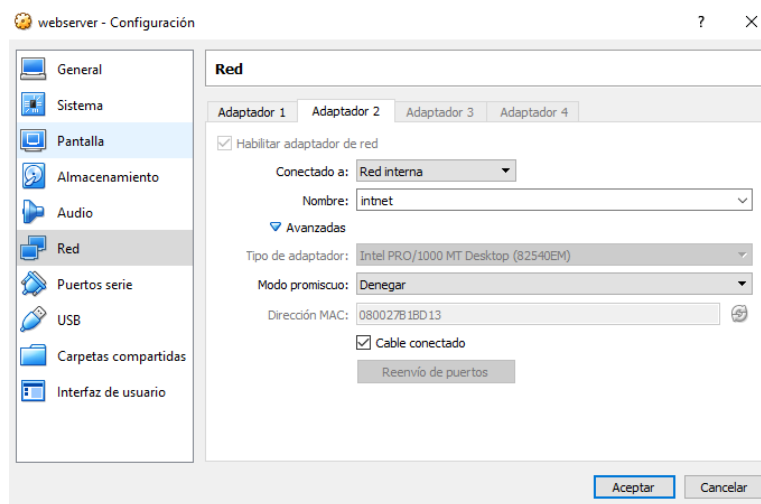 webserver - Configuración
?
General
Sistema
Pantalla
Almacenamiento
Audio
Red
Puertos serie
USB
Carpetas compartidas
Interfaz de usuario
Red
Adaptador 1 Adaptador 2 Adaptador 3 Adaptador 4
Habilitar adaptador de red
Conectado a: Red interna
Nombre: intnet
Avanzadas
Tipo de adaptador: Intel PRO/1000 MT Desktop (82540EM)
Modo promiscuo: Denegar
Dirección MAC: 080027B1BD13
Cable conectado
Reenvío de puertos
Aceptar Cancelar